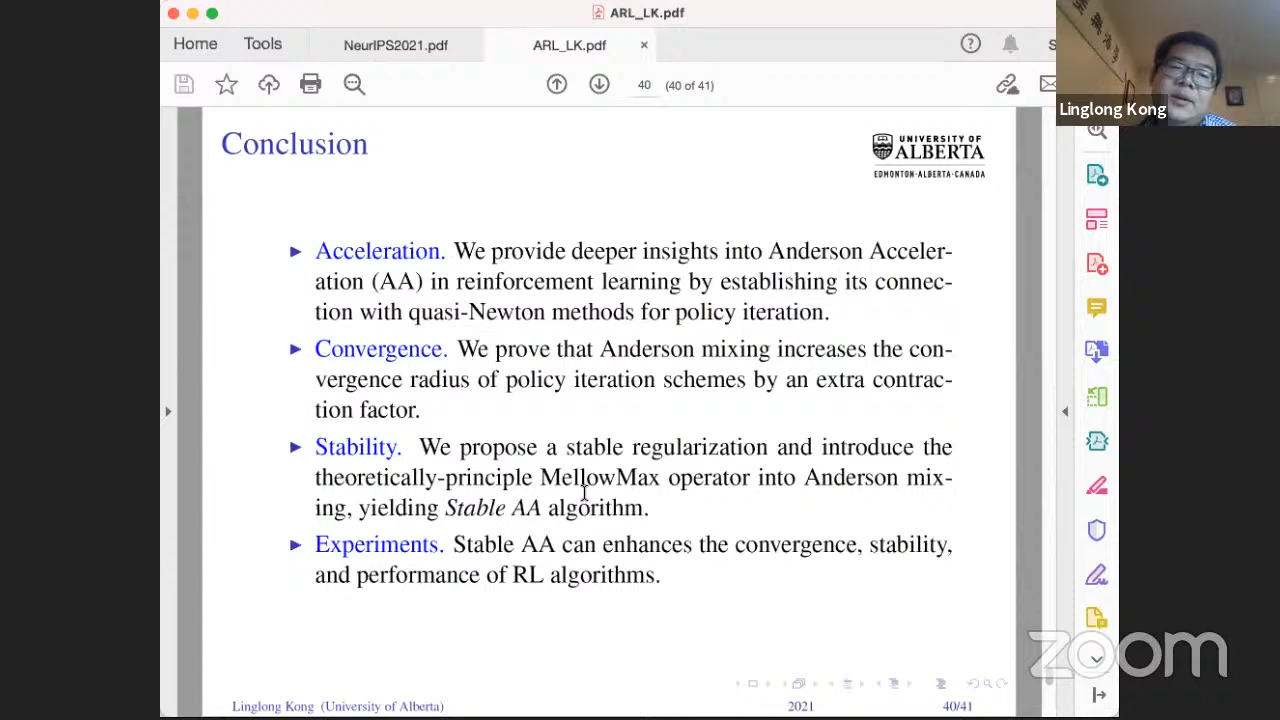 ARL_LK.pdf
Home
Tools
NeurIPS2021.pdf
ARL_LK.pdf
×
?
40
(40 of 41)
Linglong Kong
Conclusion
UNIVERSITY OF
ALBERTA
EDMONTON·ALBERTA·CANADA
Acceleration. We provide deeper insights into Anderson Acceler-
ation (AA) in reinforcement learning by establishing its connec-
tion with quasi-Newton methods for policy iteration.
Convergence. We prove that Anderson mixing increases the con-
vergence radius of policy iteration schemes by an extra contrac-
tion factor.
Stability. We propose a stable regularization and introduce the
theoretically-principle MellowMax operator into Anderson mix-
ing, yielding Stable AA algorithm.
Experiments. Stable AA can enhances the convergence, stability,
and performance of RL algorithms.
zoom
Linglong Kong (University of Alberta)
2021
40/41